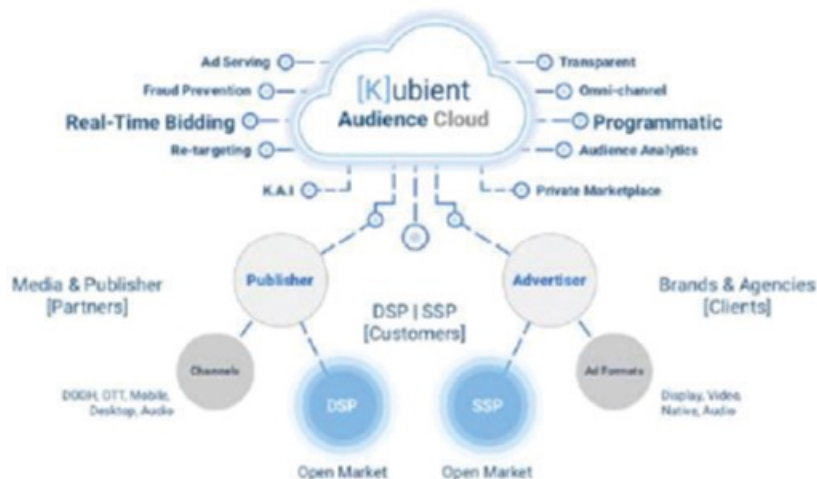 [K]ubient
Audience Cloud
Ad Serving
Fraud Prevention
Real-Time Bidding
Re-targeting
K.A.I
Transparent
Omni-channel
Programmatic
Audience Analytics
Private Marketplace
Media & Publisher
[Partners]
Publisher
DSP | SSP
[Customers]
Advertiser
Brands & Agencies
[Clients]
Channels
DOOH, OTT, Mobile,
Desktop, Audio
DSP
Open Market
SSP
Open Market
Ad Formats
Display, Video,
Native, Audio